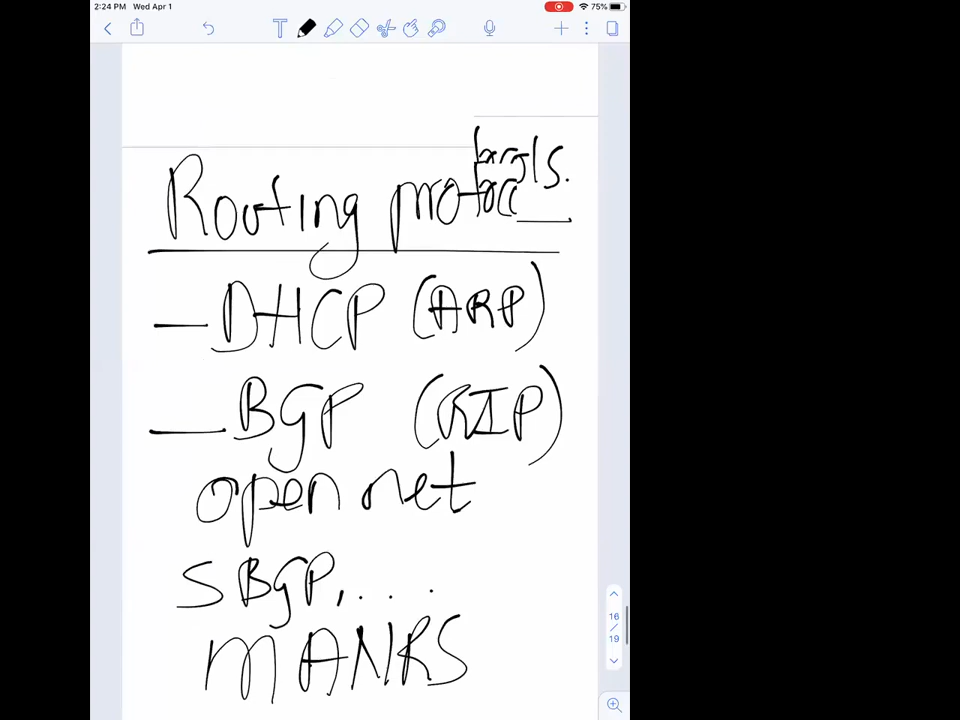 2:24 PM Wed Apr 1
75%
Routing protocols.
— DHCP (ARP)
— BGP (RIP)
open net
SBGP, ....
MANRS
16
/
19